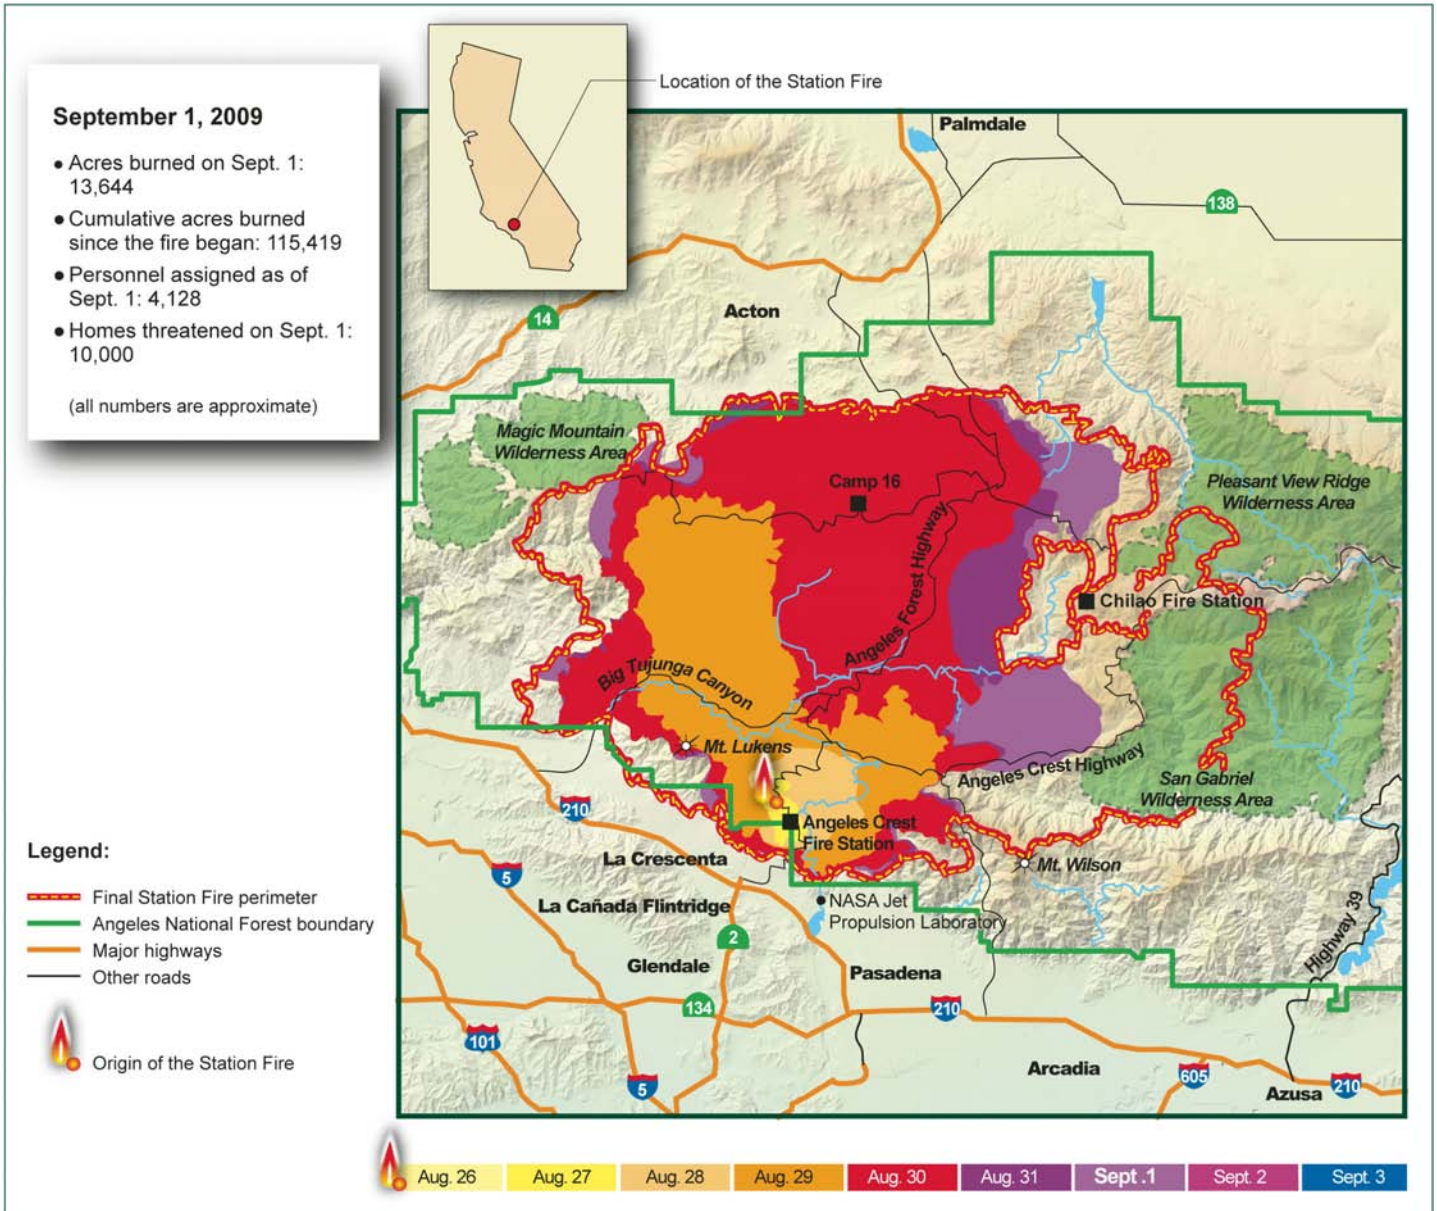 Location of the Station Fire
September 1, 2009
• Acres burned on Sept. 1:
13,644
• Cumulative acres burned
since the fire began: 115,419
• Personnel assigned as of
Sept. 1: 4,128
• Homes threatened on Sept. 1:
10,000
(all numbers are approximate)
Palmdale
138
Acton
14
Magic Mountain
Wilderness Area
Camp 16
Pleasant View Ridge
Wilderness Area
Angeles Forest Highway
Chilao Fire Station
Big Tujunga Canyon
Mt. Lukens
Angeles Crest Highway
San Gabriel
Wilderness Area
210
Angeles Crest
Fire Station
La Crescenta
Mt. Wilson
5
La Cañada Flintridge
NASA Jet
Propulsion Laboratory
2
Highway 39
Glendale
Pasadena
134
210
101
Arcadia
5
605
210
Azusa
Legend:
Final Station Fire perimeter
Angeles National Forest boundary
Major highways
Other roads
Origin of the Station Fire
Aug. 26
Aug. 27
Aug. 28
Aug. 29
Aug. 30
Aug. 31
Sept .1
Sept. 2
Sept. 3